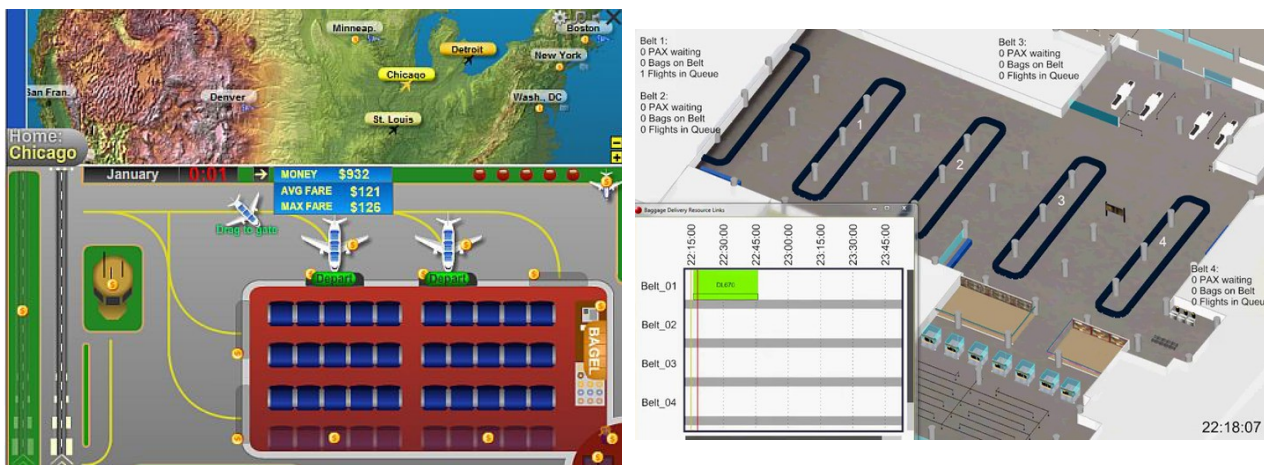 Minneap.
Boston
Detroit
New York
Chicago
San Fran.
Denver
Wash., DC
St. Louis
Home:
Chicago
January
0:01
MONEY $932
AVG FARE $121
MAX FARE $126
Drag to gate
Depart
Depart
BAGEL
Belt 1:
0 PAX waiting
0 Bags on Belt
1 Flights in Queue
Belt 2:
0 PAX waiting
0 Bags on Belt
0 Flights in Queue
Belt 3:
0 PAX waiting
0 Bags on Belt
0 Flights in Queue
1
2
3
4
Belt 4:
0 PAX waiting
0 Bags on Belt
0 Flights in Queu
Baggage Delivery Resource Links
22:15:00
22:30:00
22:45:00
23:00:00
23:15:00
23:30:00
23:45:00
Belt_01
Belt_02
Belt_03
Belt_04
22:18:07